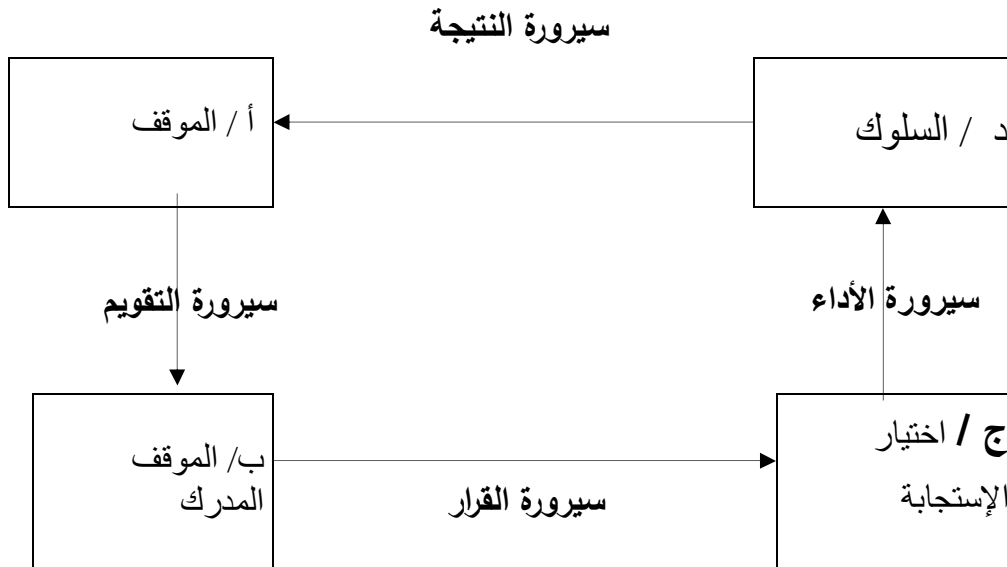 سيرورة النتيجة
د / السلوك
أ / الموقف
سيرورة الأداء
سيرورة التقويم
ج / اختيار
الإستجابة
ب/ الموقف
المدرك
سيرورة القرار